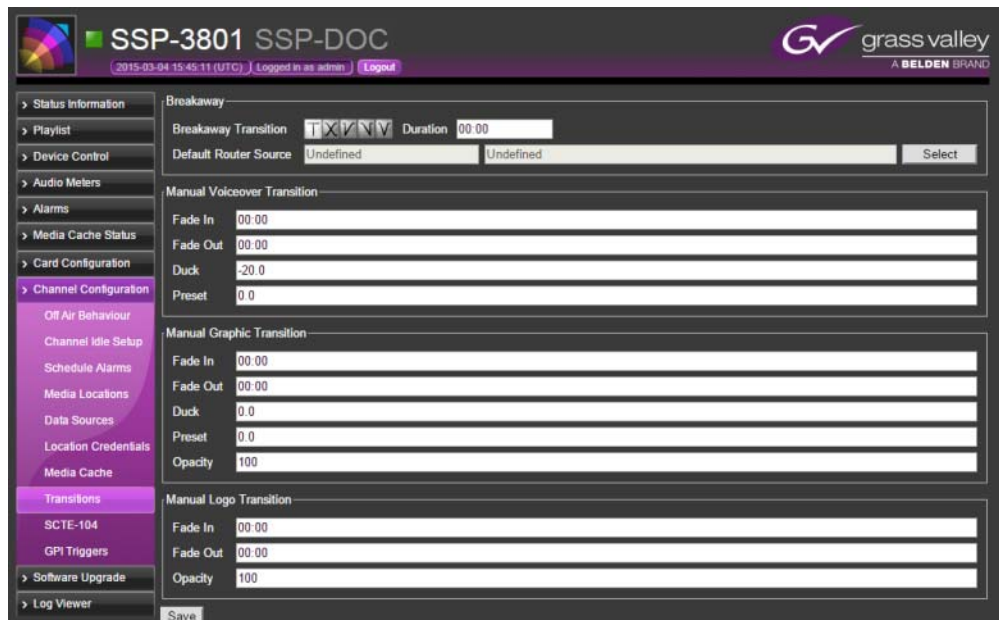 SSP-3801 SSP-DOC
2015-03-04 15:45:11 (UTC) Logged in as admin Logout
GV grass valley
A BELDEN BRAND
Status Information
Playlist
Device Control
Audio Meters
Alarms
Media Cache Status
Card Configuration
Channel Configuration
Off Air Behaviour
Channel Idle Setup
Schedule Alarms
Media Locations
Data Sources
Location Credentials
Media Cache
Transitions
SCTE-104
GPI Triggers
Software Upgrade
Log Viewer
Breakaway
Breakaway Transition Duration 00:00
Default Router Source Undefined Undefined Select
Manual Voiceover Transition
Fade In 00:00
Fade Out 00:00
Duck -20.0
Preset 0.0
Manual Graphic Transition
Fade In 00:00
Fade Out 00:00
Duck 0.0
Preset 0.0
Opacity 100
Manual Logo Transition
Fade In 00:00
Fade Out 00:00
Opacity 100
Save